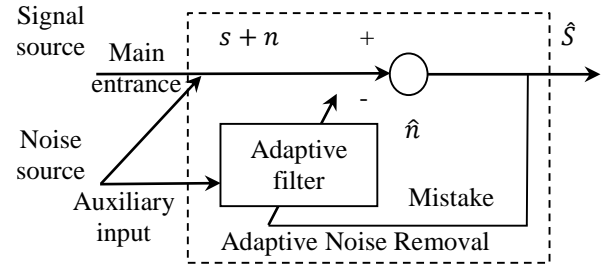 Signal
source
Main
entrance
s + n
+
Ŝ
-
n̂
Noise
source
Adaptive
filter
Auxiliary
input
Mistake
Adaptive Noise Removal